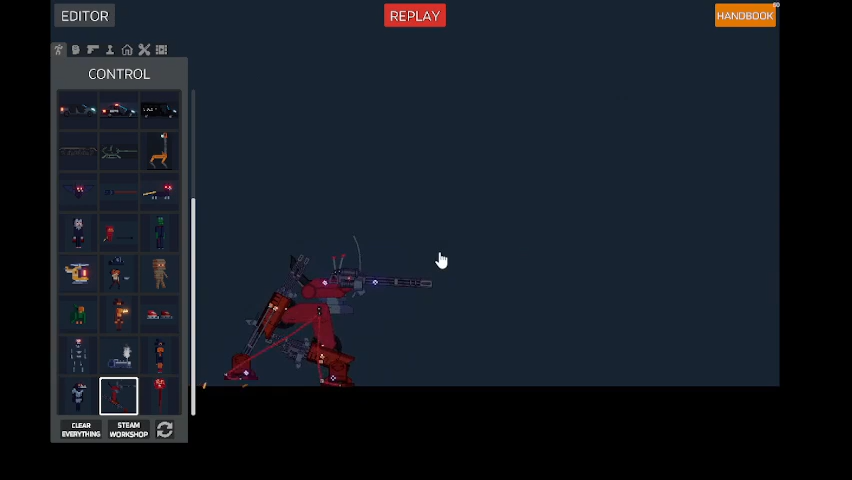 EDITOR
REPLAY
HANDBOOK
CONTROL
CLEAR
EVERYTHING
STEAM
WORKSHOP